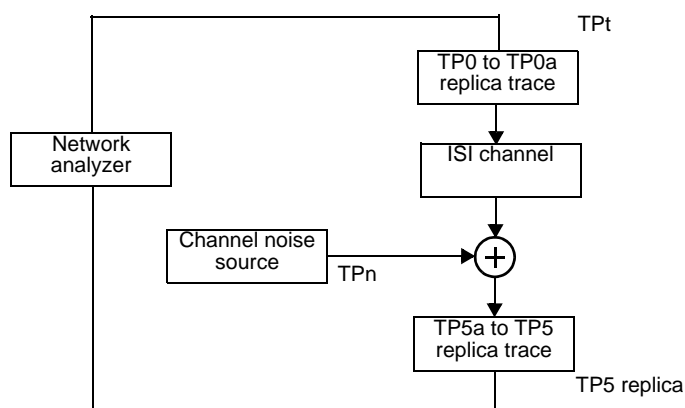 TPt
TP0 to TP0a
replica trace
Network
analyzer
ISI channel
Channel noise
source
TPn
TP5a to TP5
replica trace
TP5 replica